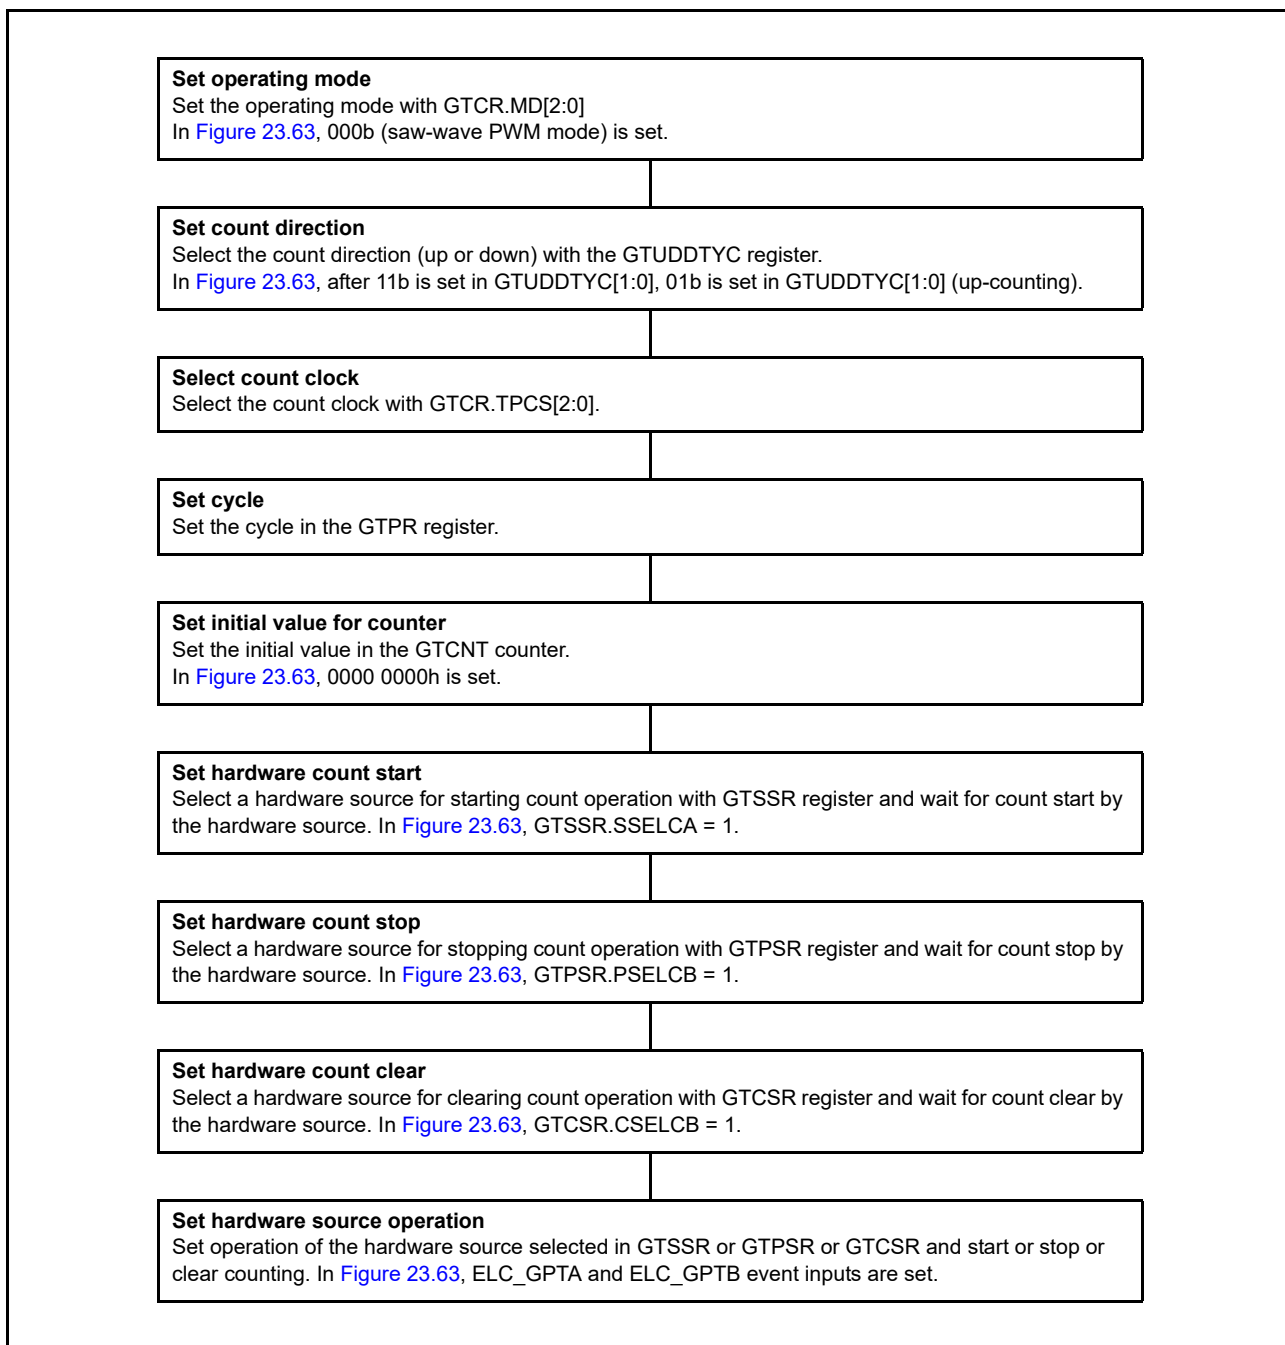 Set operating mode
Set the operating mode with GTCR.MD[2:0]
In Figure 23.63, 000b (saw-wave PWM mode) is set.
Set count direction
Select the count direction (up or down) with the GTUDDTYC register.
In Figure 23.63, after 11b is set in GTUDDTYC[1:0], 01b is set in GTUDDTYC[1:0] (up-counting).
Select count clock
Select the count clock with GTCR.TPCS[2:0].
Set cycle
Set the cycle in the GTPR register.
Set initial value for counter
Set the initial value in the GTCNT counter.
In Figure 23.63, 0000 0000h is set.
Set hardware count start
Select a hardware source for starting count operation with GTSSR register and wait for count start by
the hardware source. In Figure 23.63, GTSSR.SSELCA = 1.
Set hardware count stop
Select a hardware source for stopping count operation with GTPSR register and wait for count stop by
the hardware source. In Figure 23.63, GTPSR.PSELCB = 1.
Set hardware count clear
Select a hardware source for clearing count operation with GTCSR register and wait for count clear by
the hardware source. In Figure 23.63, GTCSR.CSELCB = 1.
Set hardware source operation
Set operation of the hardware source selected in GTSSR or GTPSR or GTCSR and start or stop or
clear counting. In Figure 23.63, ELC_GPTA and ELC_GPTB event inputs are set.